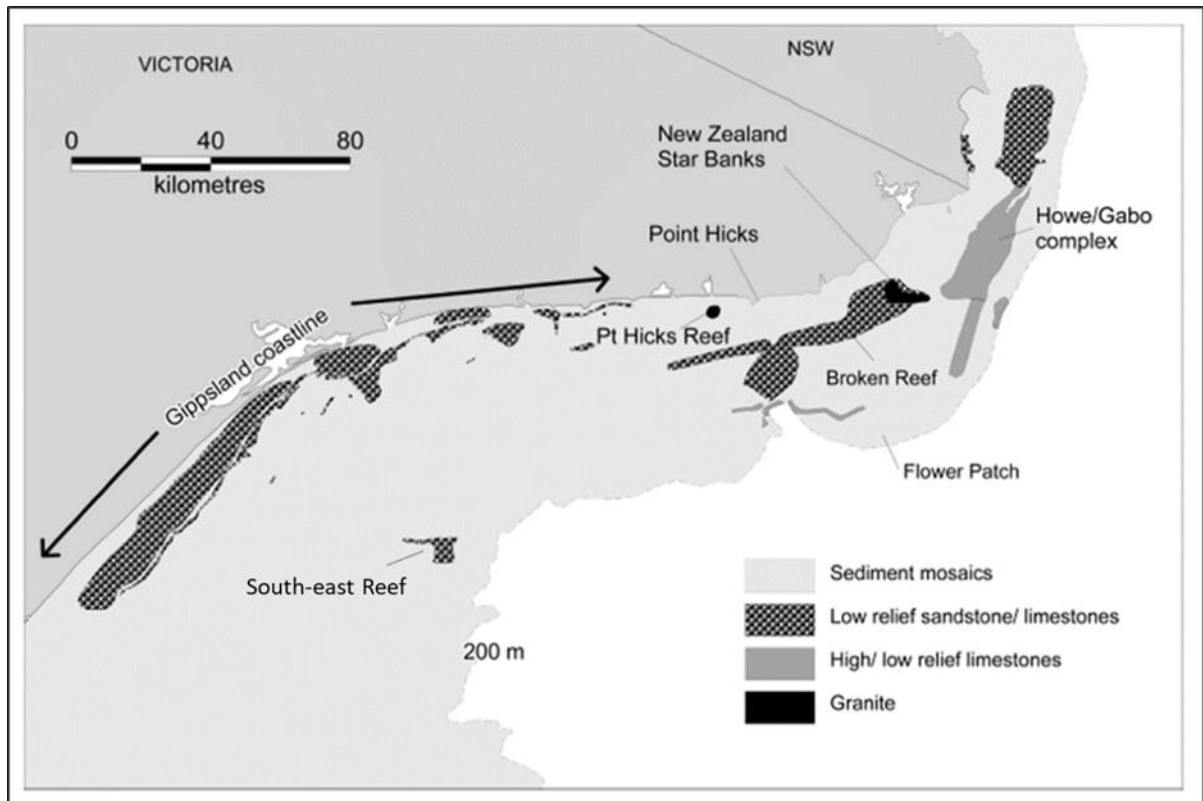 VICTORIA
NSW
0 40 80
kilometres
New Zealand
Star Banks
Howe/Gabo
complex
Point Hicks
Gippsland coastline
Pt Hicks Reef
Broken Reef
Flower Patch
South-east Reef
200 m
Sediment mosaics
Low relief sandstone/ limestones
High/ low relief limestones
Granite